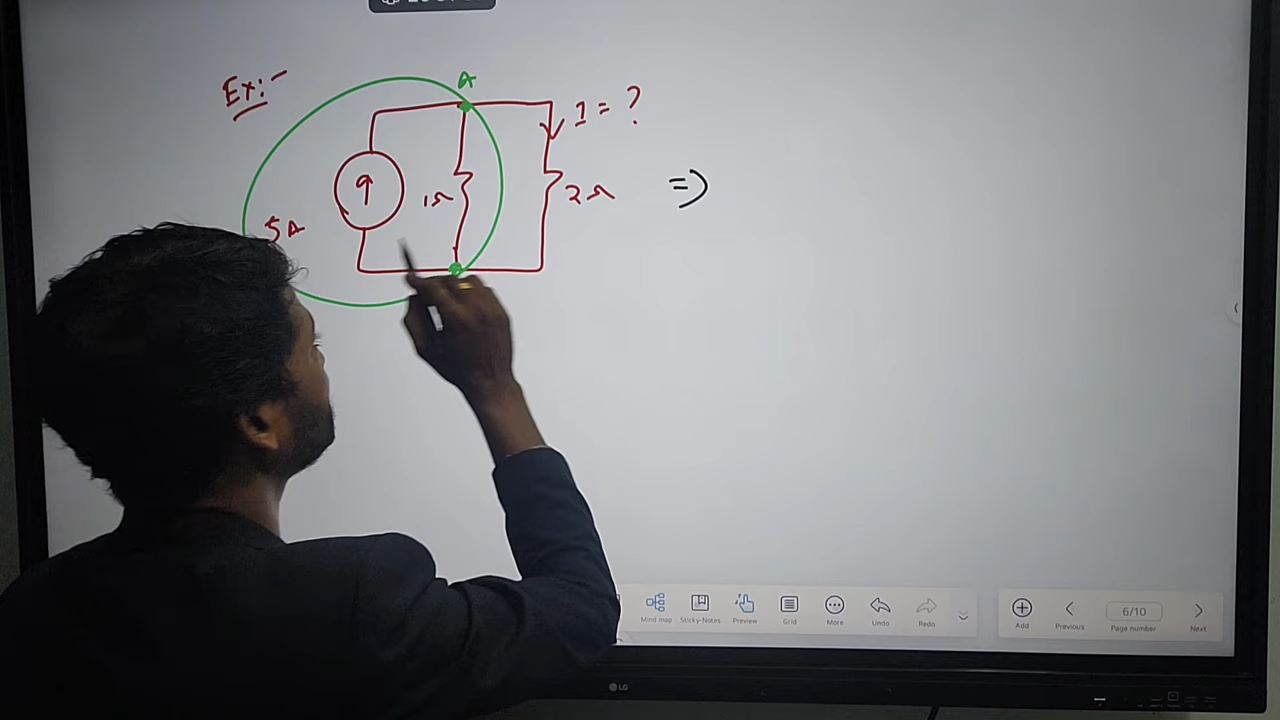 Ex:-
A
I = ?
5A
1Ω
2Ω
=>
Mind map
Sticky-Notes
Preview
Grid
More
Undo
Redo
Add
Previous
6/10
Page number
Next
LG